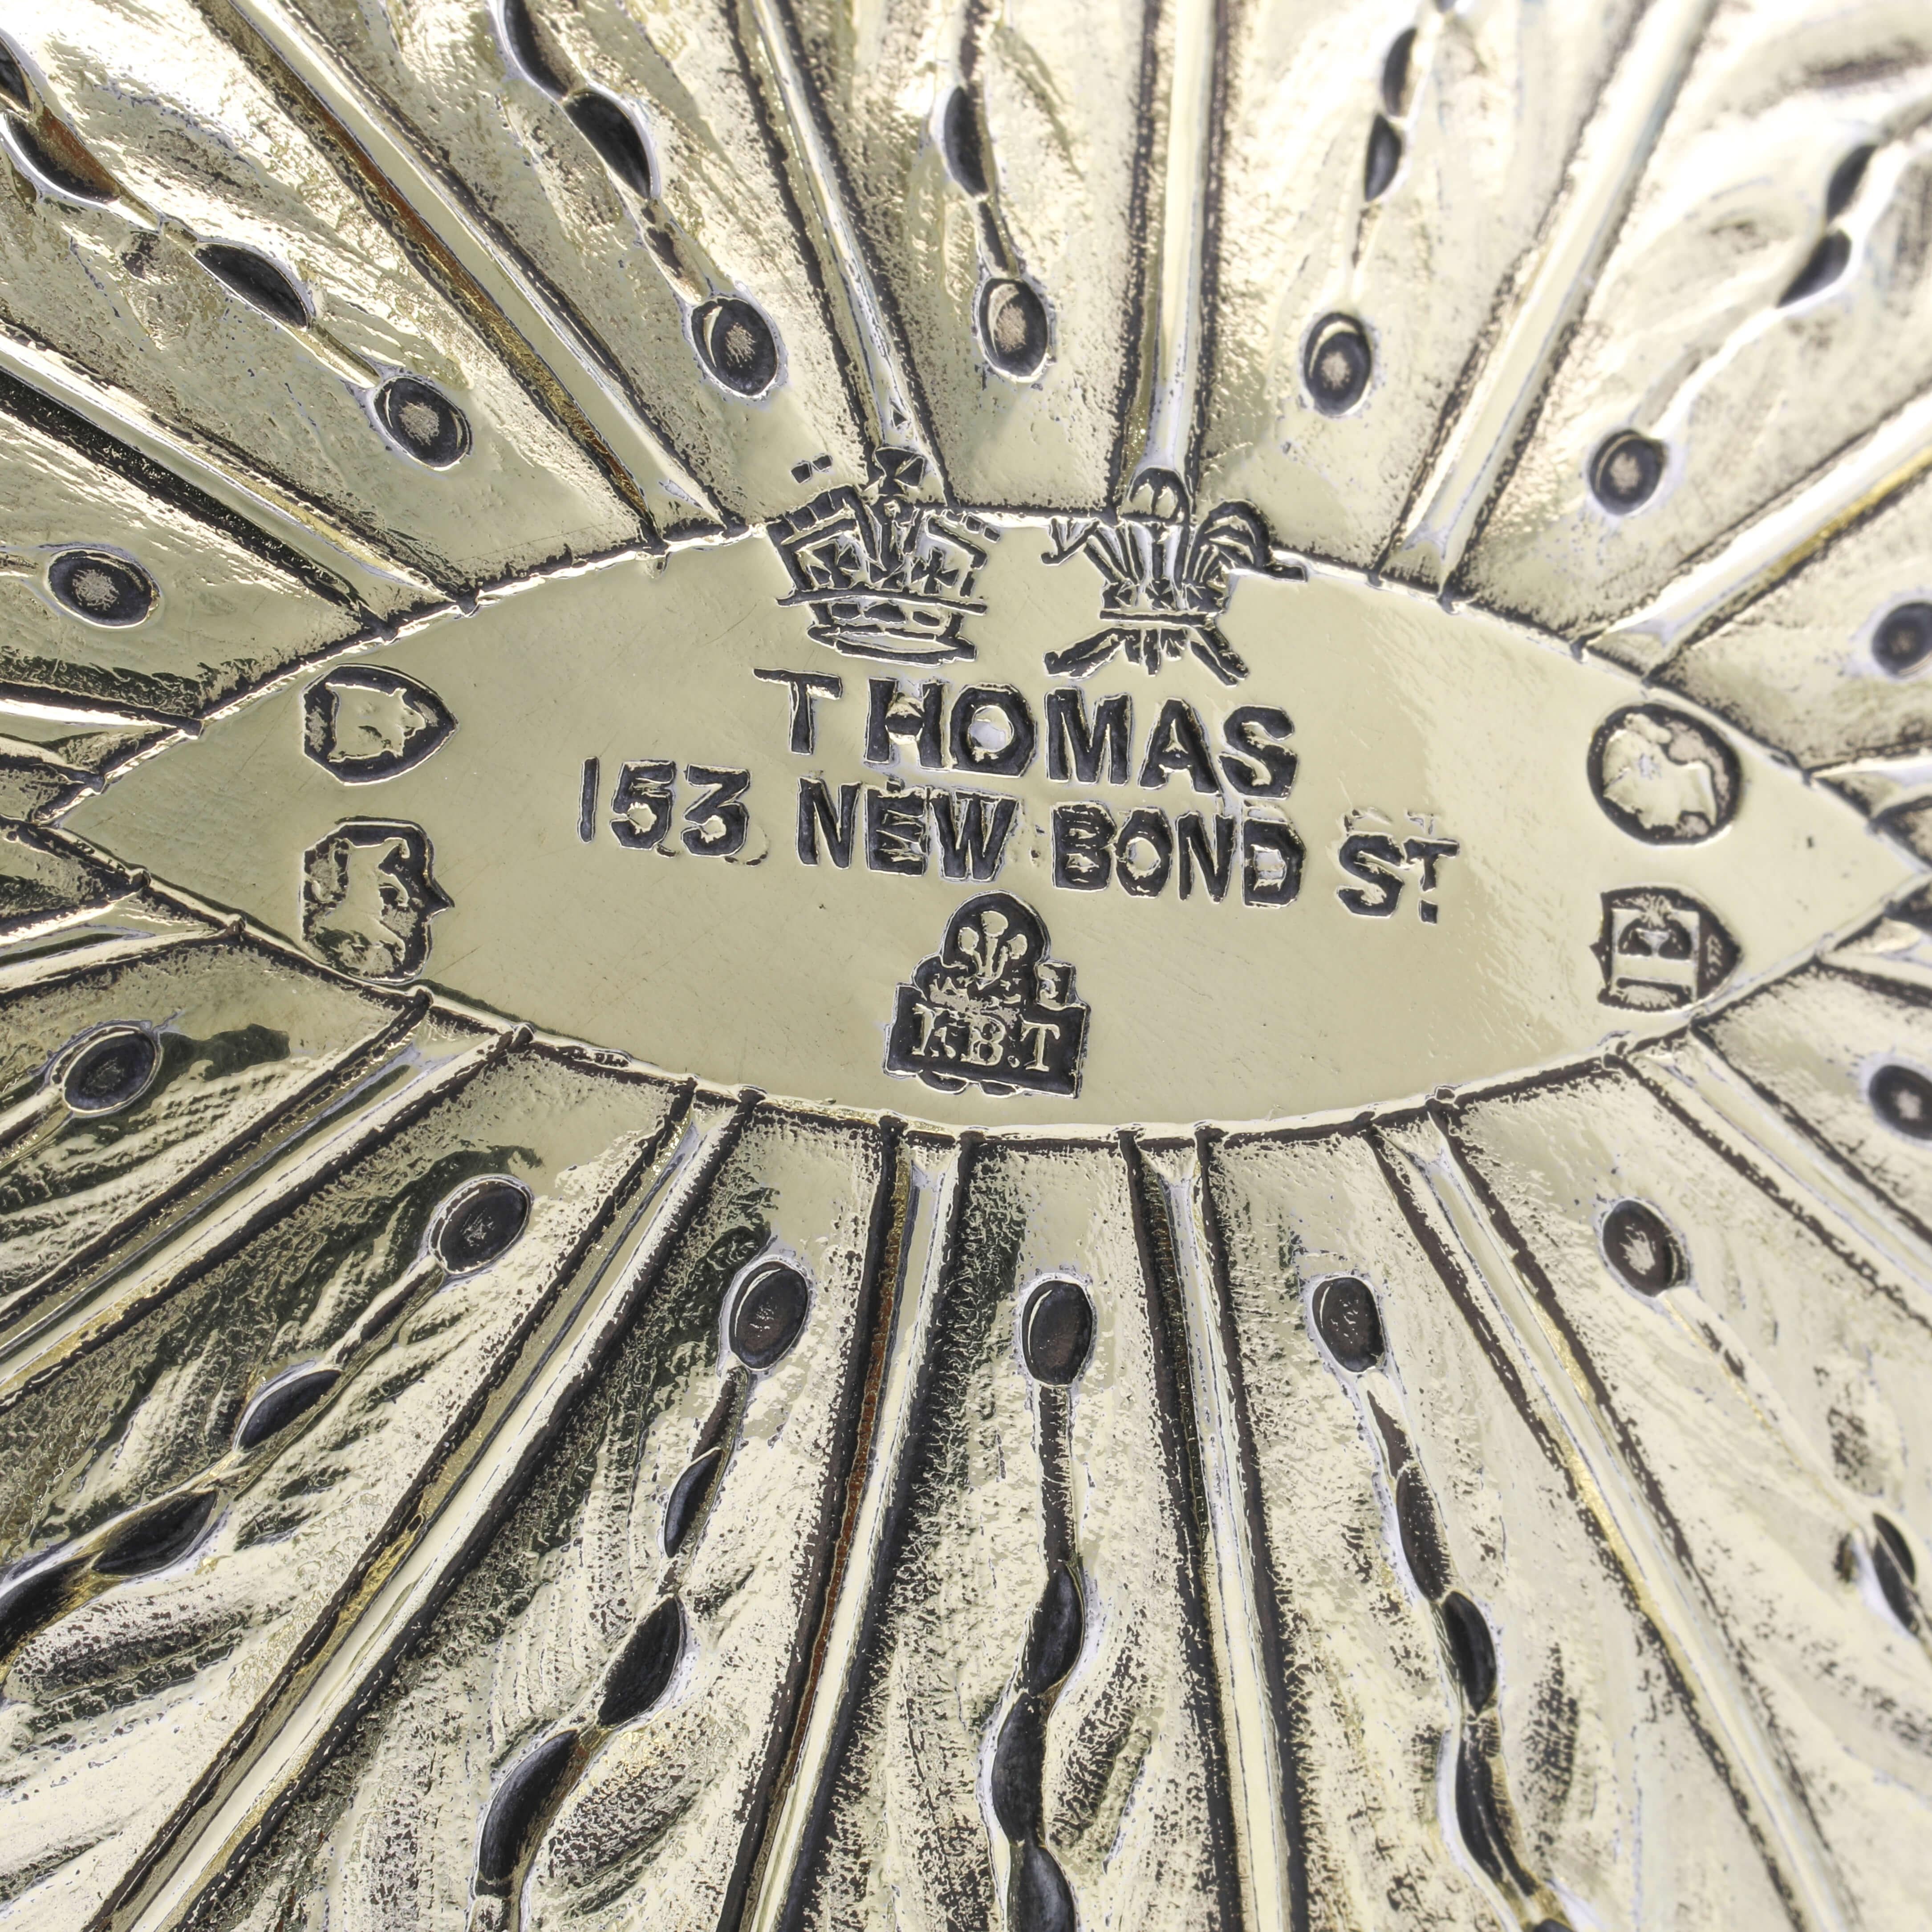 THOMAS
153 NEW BOND ST
F.B.T